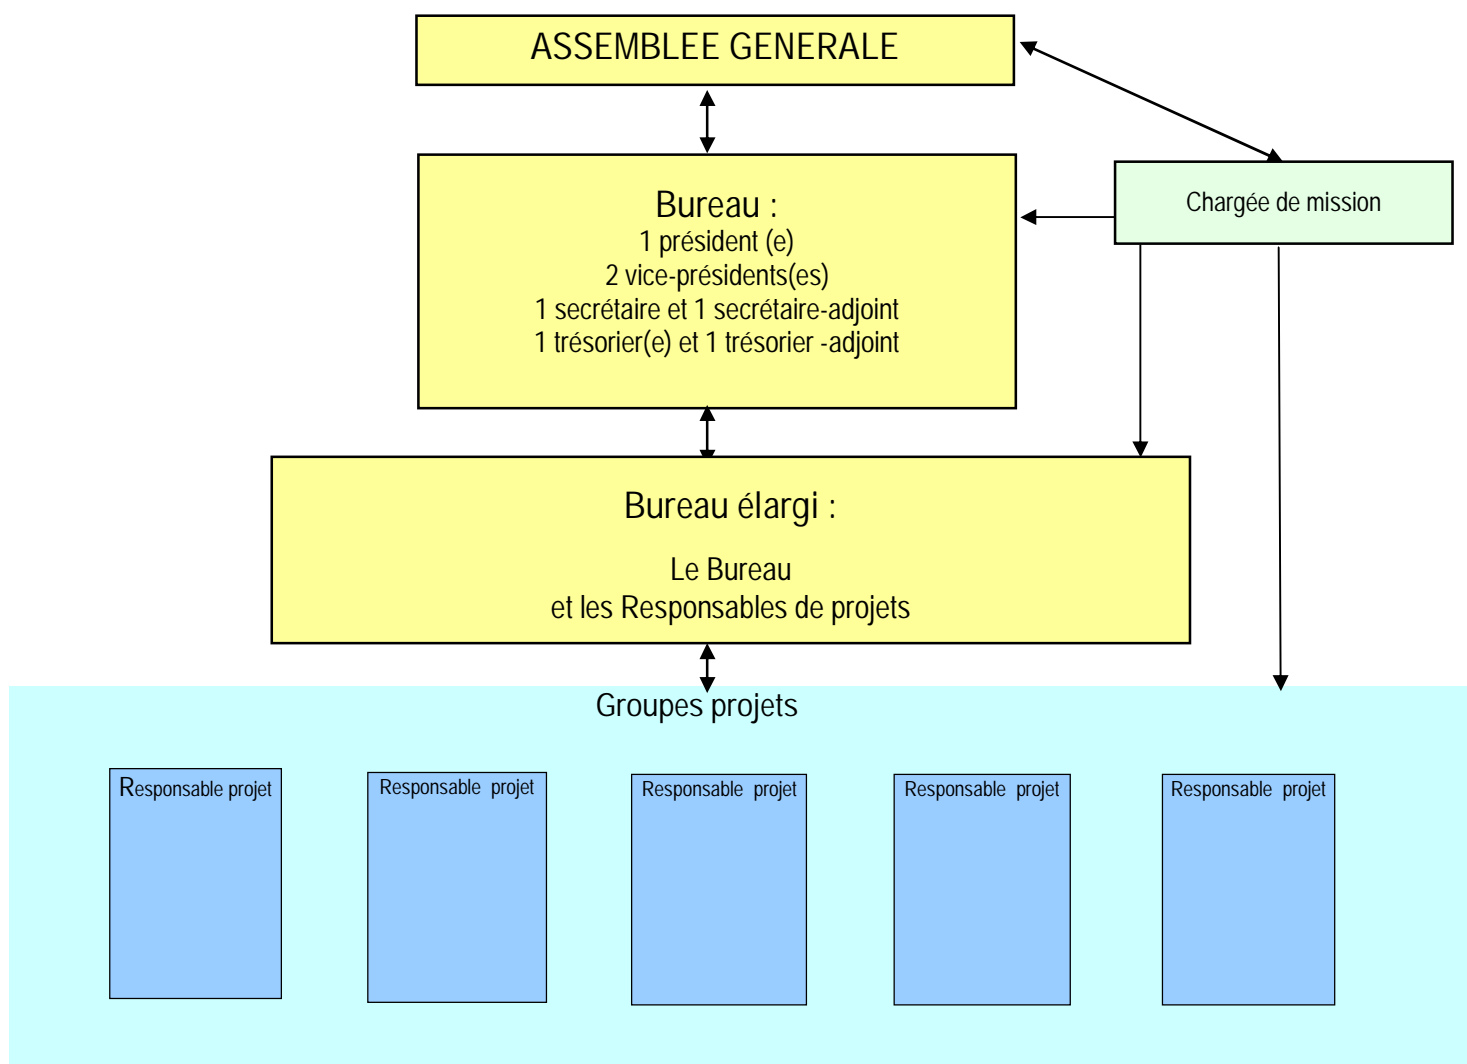 ASSEMBLEE GENERALE
Bureau :
1 président (e)
2 vice-présidents(es)
1 secrétaire et 1 secrétaire-adjoint
1 trésorier(e) et 1 trésorier -adjoint
Chargée de mission
Bureau élargi :
Le Bureau
et les Responsables de projets
Groupes projets
Responsable projet
Responsable projet
Responsable projet
Responsable projet
Responsable projet